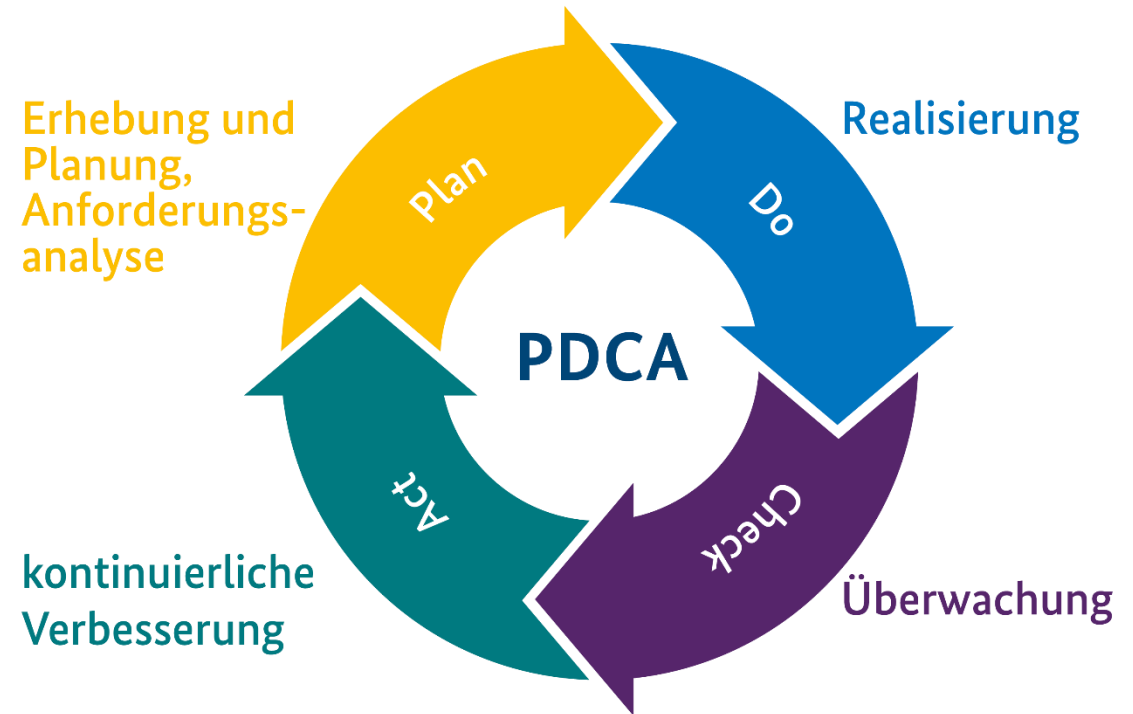 Erhebung und
Planung,
Anforderungs-
analyse
Plan
Do
Realisierung
PDCA
Act
Check
kontinuierliche
Verbesserung
Überwachung